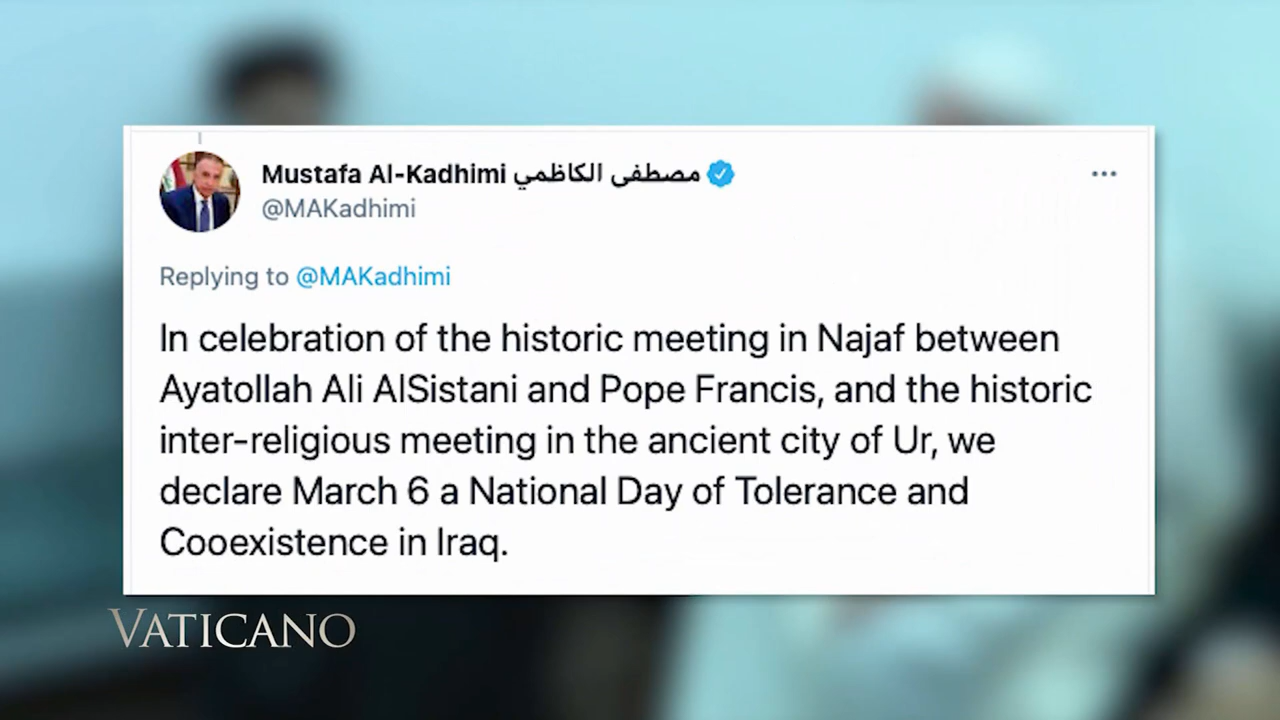 Mustafa Al-Kadhimi مصطفى الكاظمي
@MAKadhimi
Replying to @MAKadhimi
In celebration of the historic meeting in Najaf between
Ayatollah Ali AlSistani and Pope Francis, and the historic
inter-religious meeting in the ancient city of Ur, we
declare March 6 a National Day of Tolerance and
Cooexistence in Iraq.
VATICANO